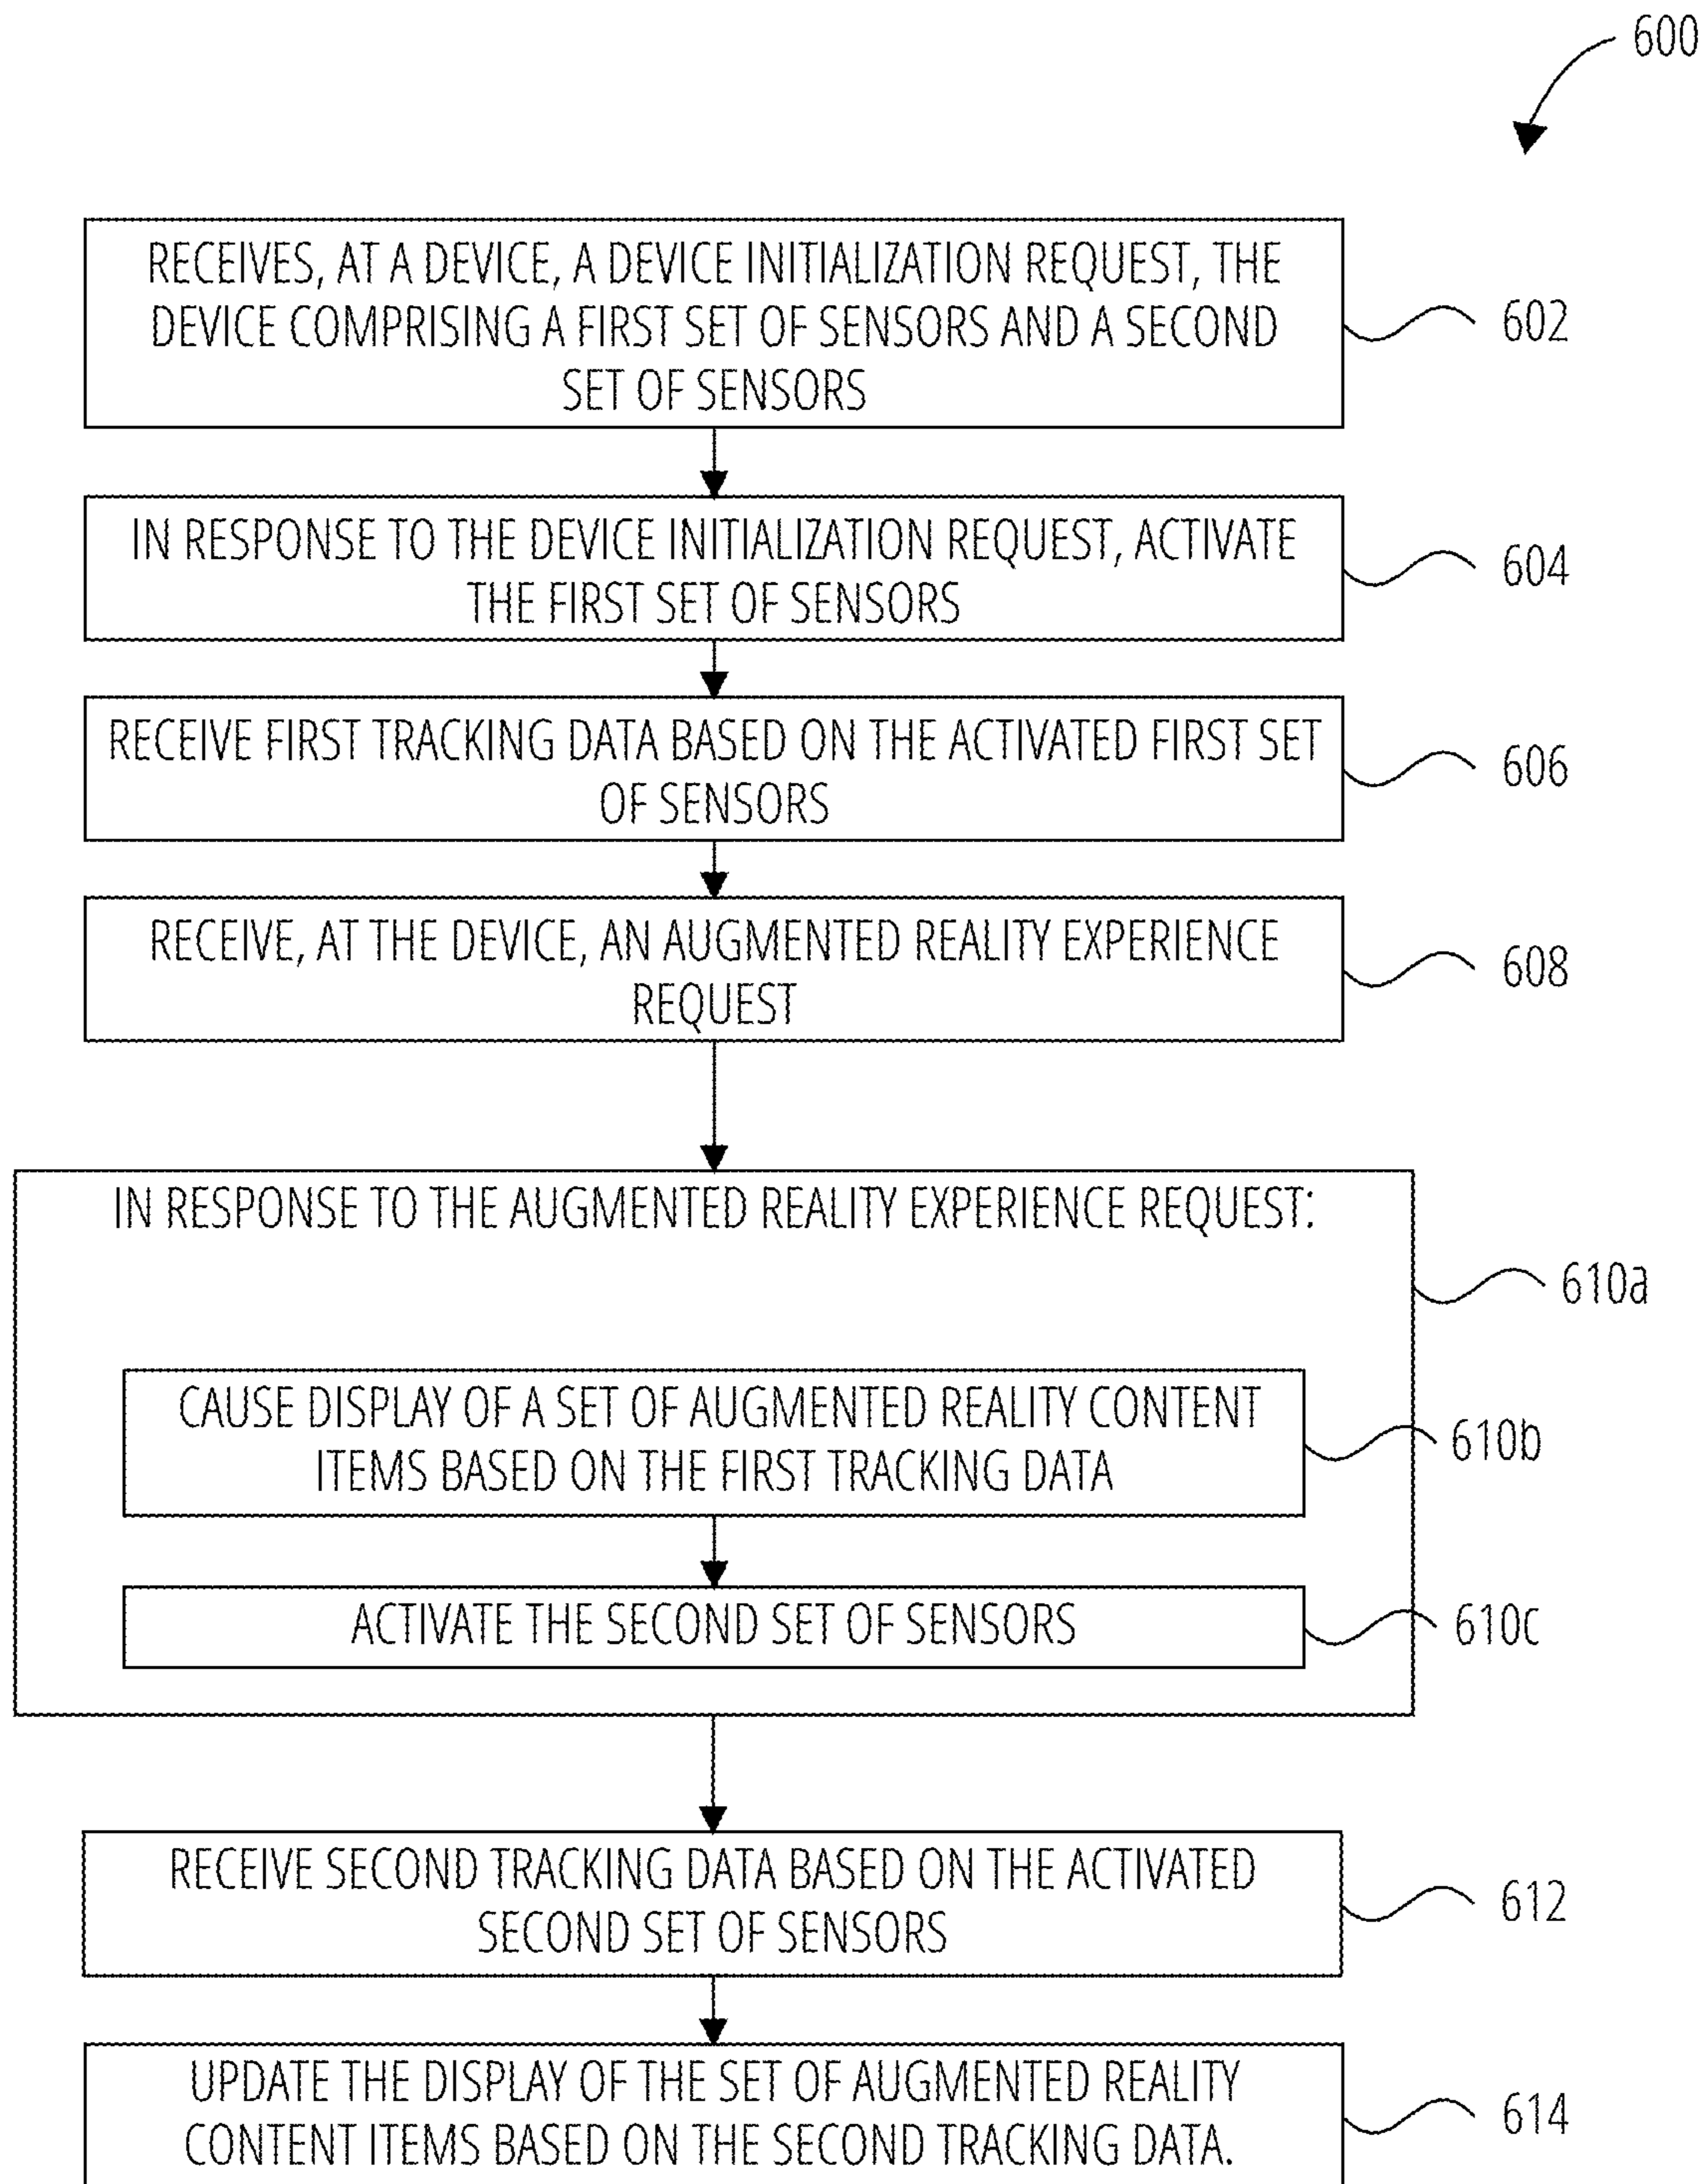 600
RECEIVES, AT A DEVICE, A DEVICE INITIALIZATION REQUEST, THE
DEVICE COMPRISING A FIRST SET OF SENSORS AND A SECOND
SET OF SENSORS
602
IN RESPONSE TO THE DEVICE INITIALIZATION REQUEST, ACTIVATE
THE FIRST SET OF SENSORS
604
RECEIVE FIRST TRACKING DATA BASED ON THE ACTIVATED FIRST SET
OF SENSORS
606
RECEIVE, AT THE DEVICE, AN AUGMENTED REALITY EXPERIENCE
REQUEST
608
IN RESPONSE TO THE AUGMENTED REALITY EXPERIENCE REQUEST:
610a
CAUSE DISPLAY OF A SET OF AUGMENTED REALITY CONTENT
ITEMS BASED ON THE FIRST TRACKING DATA
610b
ACTIVATE THE SECOND SET OF SENSORS
610c
RECEIVE SECOND TRACKING DATA BASED ON THE ACTIVATED
SECOND SET OF SENSORS
612
UPDATE THE DISPLAY OF THE SET OF AUGMENTED REALITY
CONTENT ITEMS BASED ON THE SECOND TRACKING DATA.
614